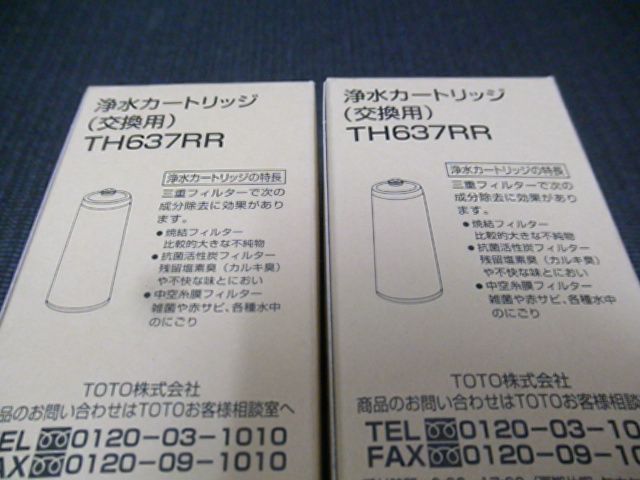 浄水カートリッジ
(交換用)
TH637RR
浄水カートリッジの特長
三重フィルターで次の
成分除去に効果があり
ます。
●焼結フィルター
比較的大きな不純物
●抗菌活性炭フィルター
残留塩素臭(カルキ臭)
や不快な味とにおい
●中空糸膜フィルター
雑菌や赤サビ、各種水中
のにごり
TOTO株式会社
品のお問い合わせはTOTOお客様相談室へ
TEL 0120-03-1010
FAX 0120-09-1010
浄水カートリッジ
(交換用)
TH637RR
浄水カートリッジの特長
三重フィルターで次の
成分除去に効果があり
ます。
●焼結フィルター
比較的大きな不純物
●抗菌活性炭フィルター
残留塩素臭(カルキ臭)
や不快な味とにおい
●中空糸膜フィルター
雑菌や赤サビ、各種水中
のにごり
TOTO株式会社
商品のお問い合わせはTOTOお客様相談
TEL 0120-03-10
FAX 0120-09-10